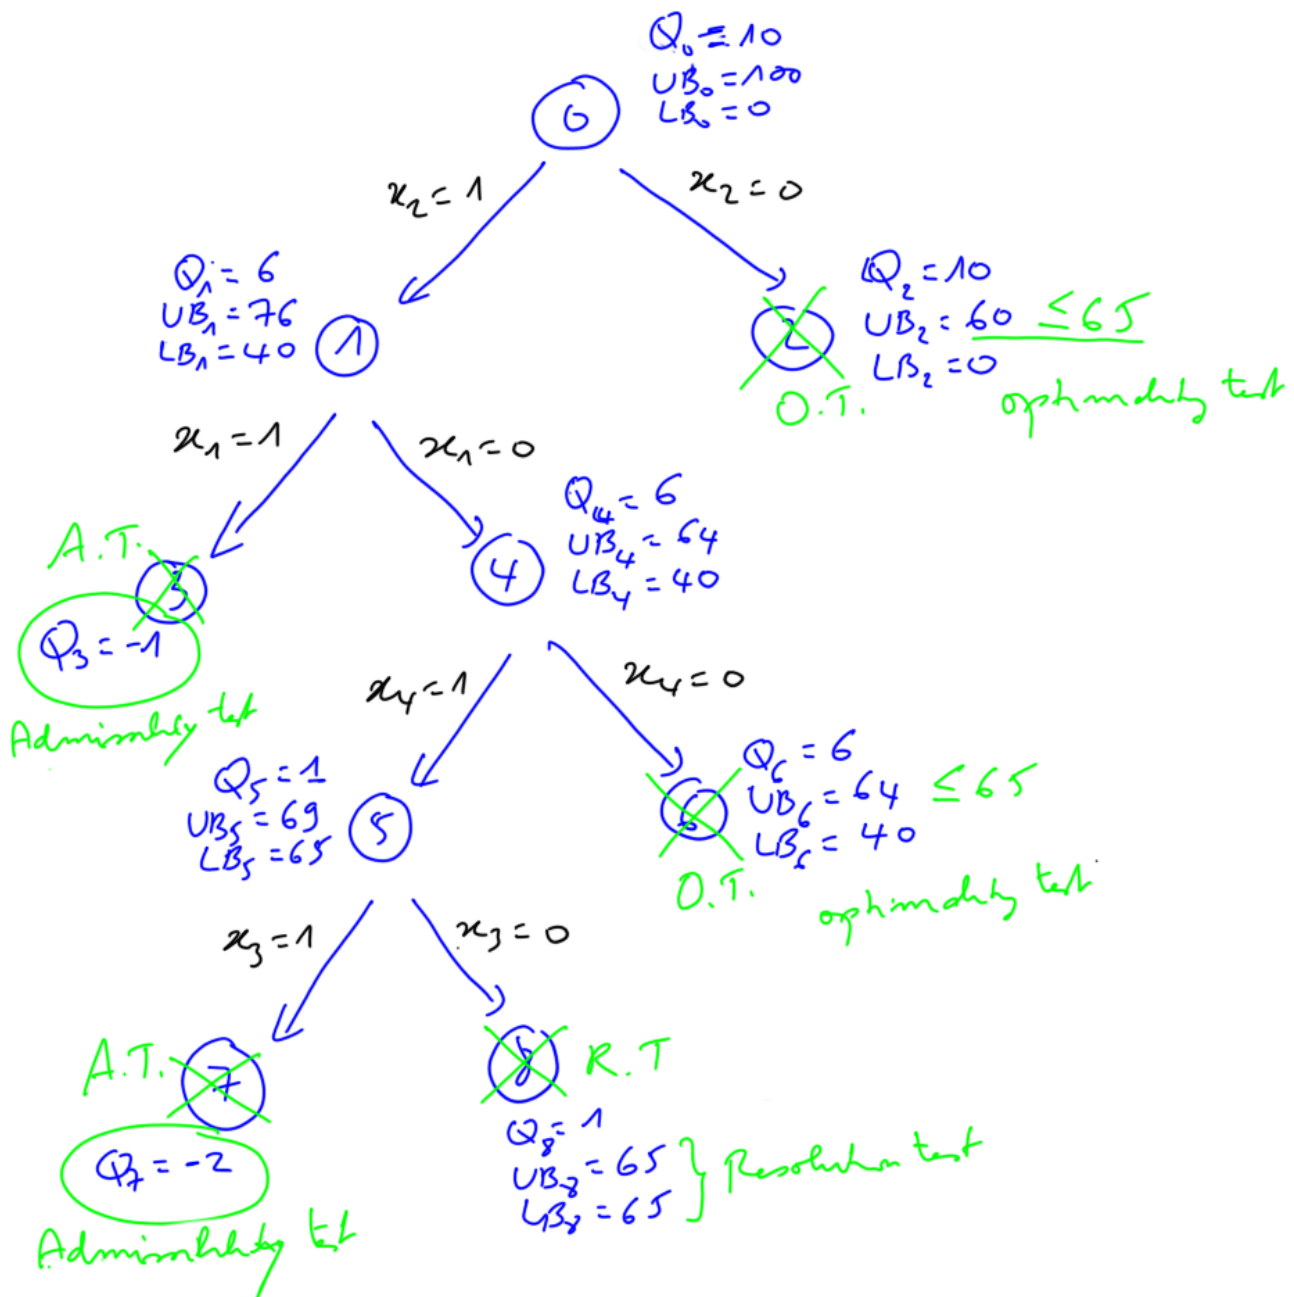 Q₀ = 10
UB₀ = 100
LB₀ = 0
0
x₂ = 1
x₂ = 0
Q₁ = 6
UB₁ = 76
LB₁ = 40
1
2
Q₂ = 10
UB₂ = 60 ≤ 65
LB₂ = 0
O.T.
optimality test
x₁ = 1
x₁ = 0
A.T.
3
Q₃ = -1
Admissibility test
4
Q₄ = 6
UB₄ = 64
LB₄ = 40
x₄ = 1
x₄ = 0
Q₅ = 1
UB₅ = 69
LB₅ = 65
5
6
Q₆ = 6
UB₆ = 64 ≤ 65
LB₆ = 40
O.T.
optimality test
x₃ = 1
x₃ = 0
A.T.
7
Q₇ = -2
Admissibility test
8
R.T
Q₈ = 1
UB₈ = 65
LB₈ = 65
Resolution test